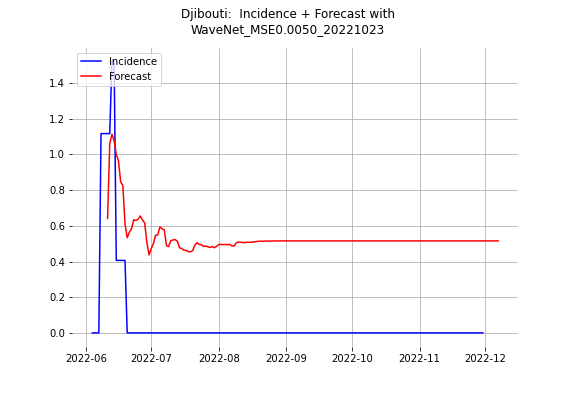 Djibouti:  Incidence + Forecast with
WaveNet_MSE0.0050_20221023
Incidence
Forecast
1.4
1.2
1.0
0.8
0.6
0.4
0.2
0.0
2022-06 2022-07 2022-08 2022-09 2022-10 2022-11 2022-12